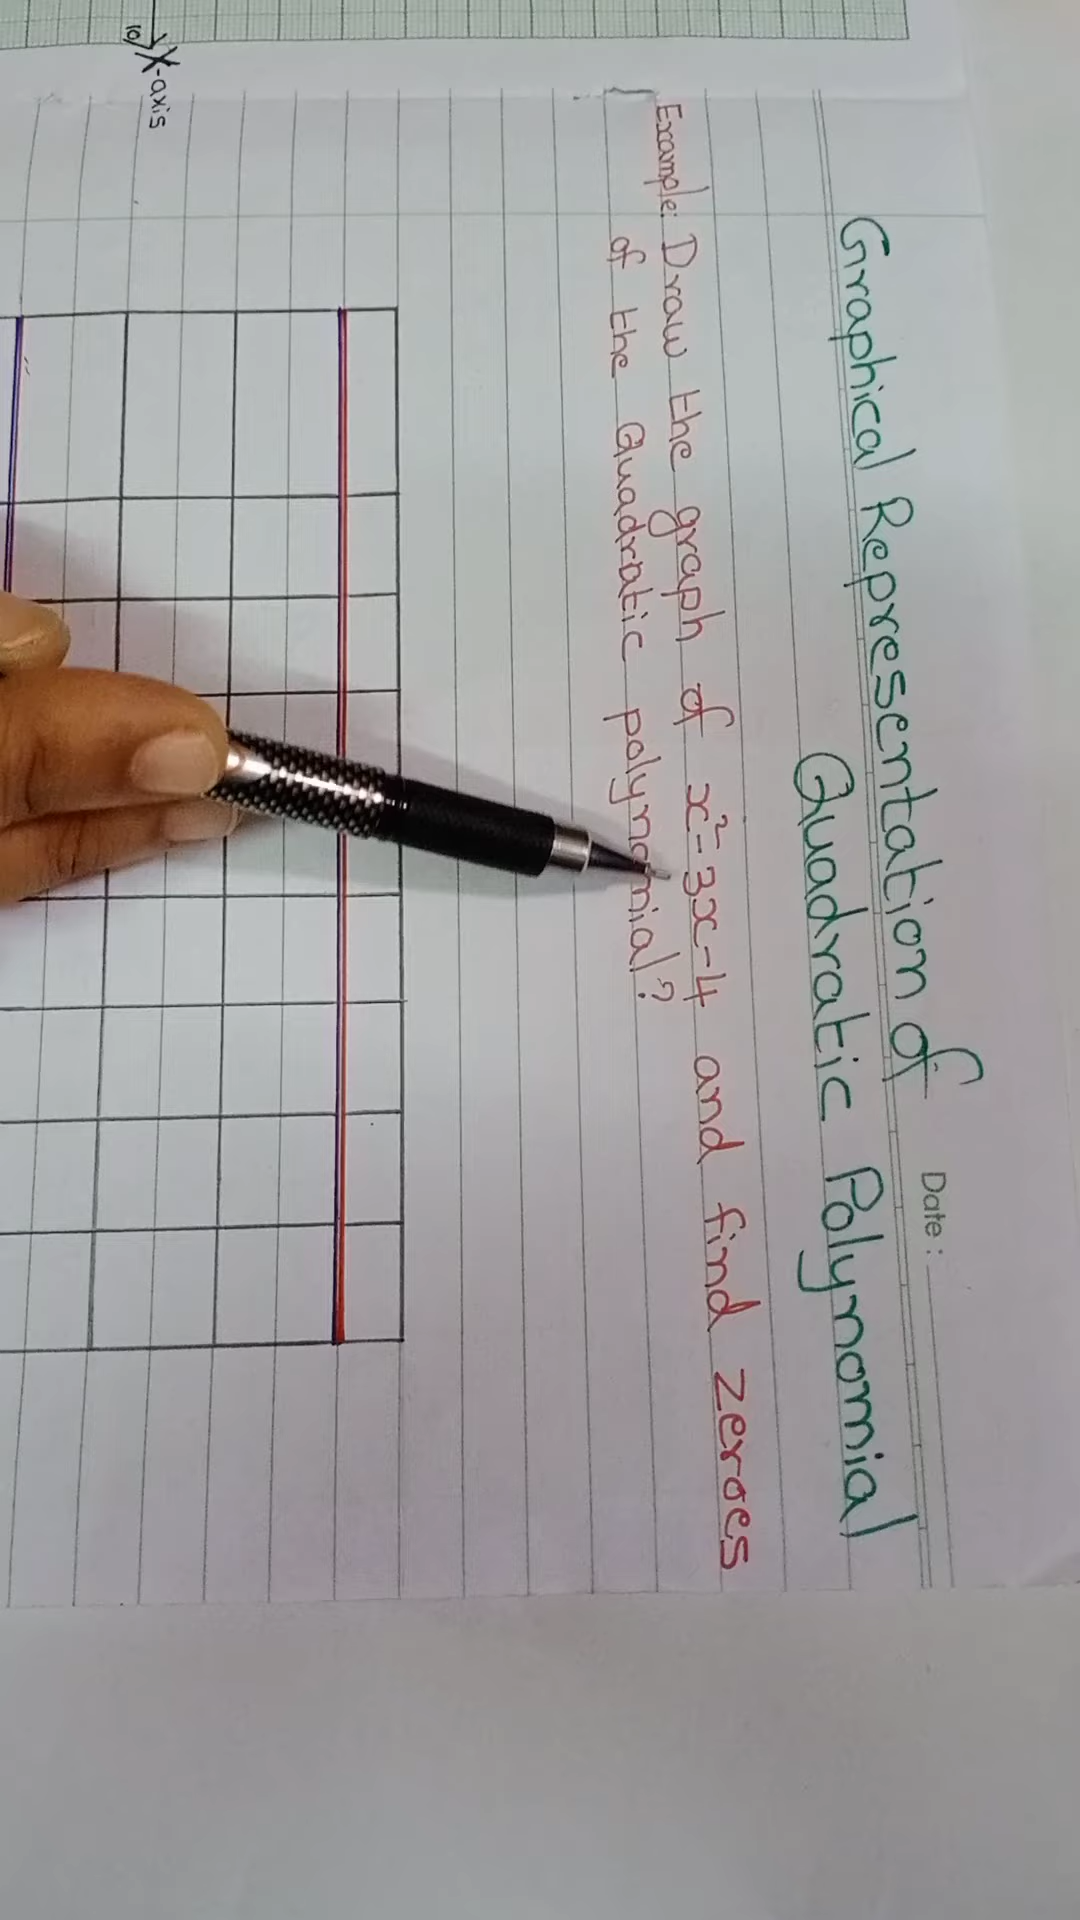 Date:
Graphical Representation of
Quadratic Polynomial
Example: Draw the graph of x²-3x-4 and find zeroes
of the Quadratic polynomial?
X-axis
10